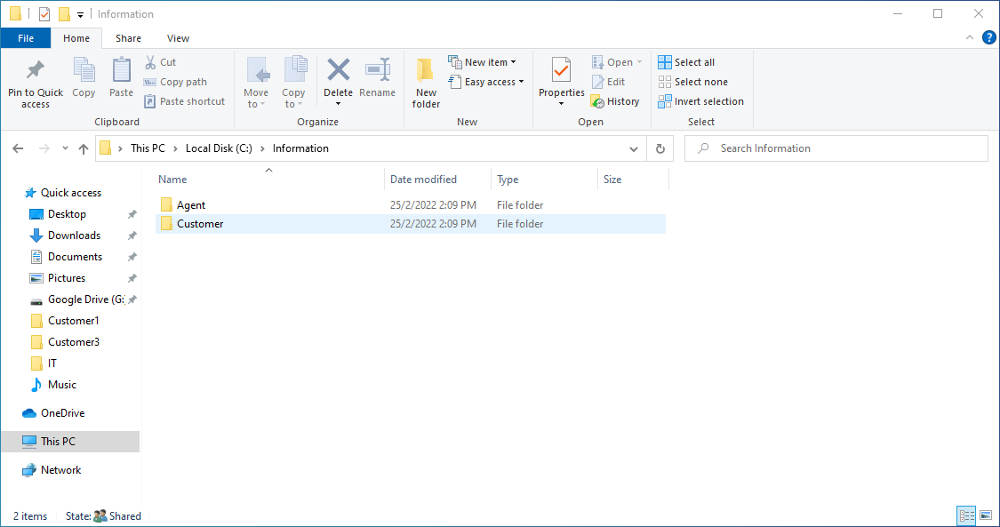 Information
File Home Share View
Pin to Quick access
Copy
Paste
Cut
Copy path
Paste shortcut
Clipboard
Move to
Copy to
Delete
Rename
Organize
New folder
New item
Easy access
New
Properties
Open
Edit
History
Open
Select all
Select none
Invert selection
Select
This PC Local Disk (C:) Information
Search Information
Quick access
Desktop
Downloads
Documents
Pictures
Google Drive (G:
Customer1
Customer3
IT
Music
OneDrive
This PC
Network
Name Date modified Type Size
Agent 25/2/2022 2:09 PM File folder
Customer 25/2/2022 2:09 PM File folder
2 items State: Shared